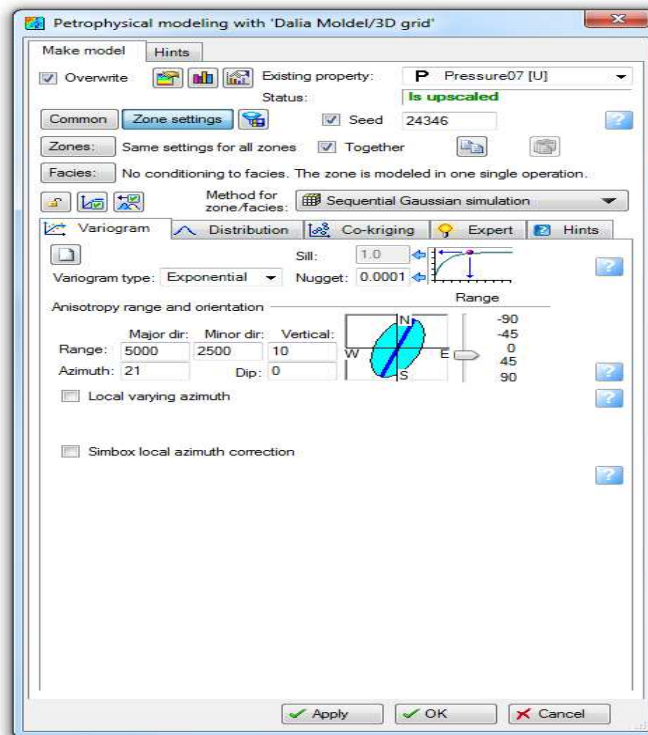 Petrophysical modeling with 'Dalia Moldel/3D grid'
Make model Hints
Overwrite Existing property: P Pressure07 [U]
Status: Is upscaled
Common Zone settings Seed 24346 ?
Zones: Same settings for all zones Together
Facies: No conditioning to facies. The zone is modeled in one single operation.
Method for zone/facies: Sequential Gaussian simulation
Variogram Distribution Co-kriging Expert ? Hints
Sill: 1.0
?
Variogram type: Exponential Nugget: 0.0001
Range
Anisotropy range and orientation
N -90
Major dir: Minor dir: Vertical: -45
Range: 5000 2500 10 W E 0
45
Azimuth: 21 Dip: 0 S 90 ?
Local varying azimuth ?
Simbox local azimuth correction
?
Apply OK Cancel